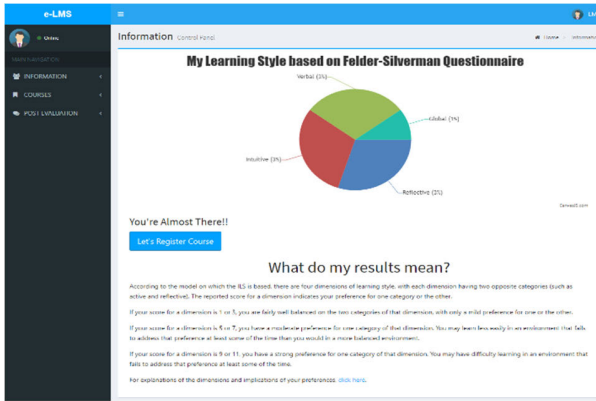 e-LMS
LM
Online
MAIN NAVIGATION
INFORMATION
COURSES
POST EVALUATION
Information Control Panel
Home
My Learning Style based on Felder-Silverman Questionnaire
Verbal (3%)
Global (1%)
Intuitive (3%)
Reflective (3%)
CanvasJS.com
You're Almost There!!
Let's Register Course
What do my results mean?
According to the model on which the ILS is based, there are four dimensions of learning style, with each dimension having two opposite categories (such as
active and reflective). The reported score for a dimension indicates your preference for one category or the other.
If your score for a dimension is 1 or 3, you are fairly well balanced on the two categories of that dimension, with only a mild preference for one or the other.
If your score for a dimension is 5 or 7, you have a moderate preference for one category of that dimension. You may learn less easily in an environment that fails
to address that preference at least some of the time than you would in a more balanced environment.
If your score for a dimension is 9 or 11, you have a strong preference for one category of that dimension. You may have difficulty learning in an environment that
fails to address that preference at least some of the time.
For explanations of the dimensions and implications of your preferences, click here.